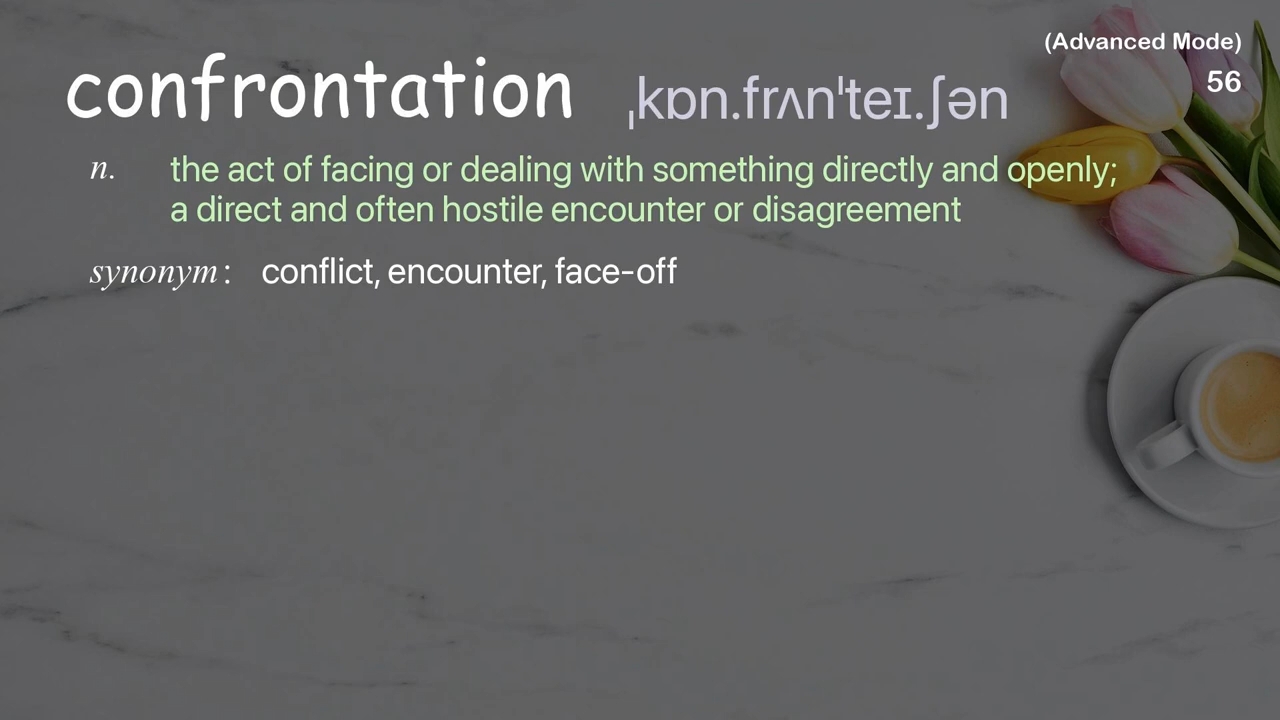 (Advanced Mode)
56
confrontation ˌkɒn.frʌnˈteɪ.ʃən
n. the act of facing or dealing with something directly and openly;
a direct and often hostile encounter or disagreement
synonym: conflict, encounter, face-off